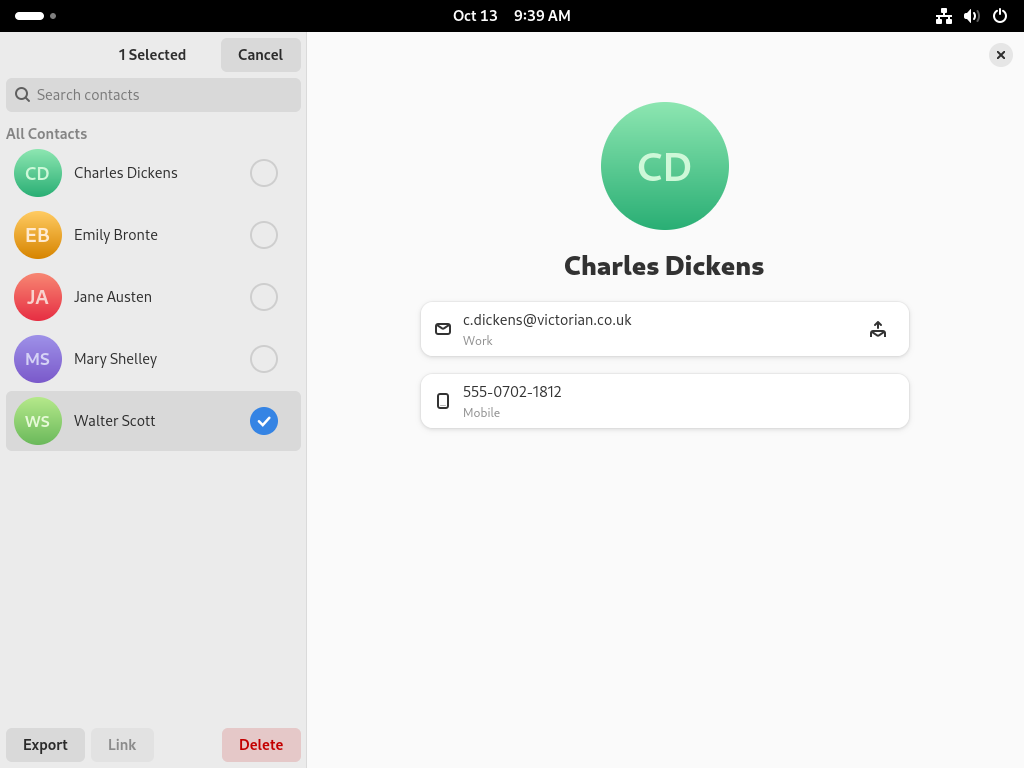 Oct 13 9:39 AM
1 Selected
Cancel
Search contacts
All Contacts
CD Charles Dickens
EB Emily Bronte
JA Jane Austen
MS Mary Shelley
WS Walter Scott
Export
Link
Delete
CD
Charles Dickens
c.dickens@victorian.co.uk
Work
555-0702-1812
Mobile